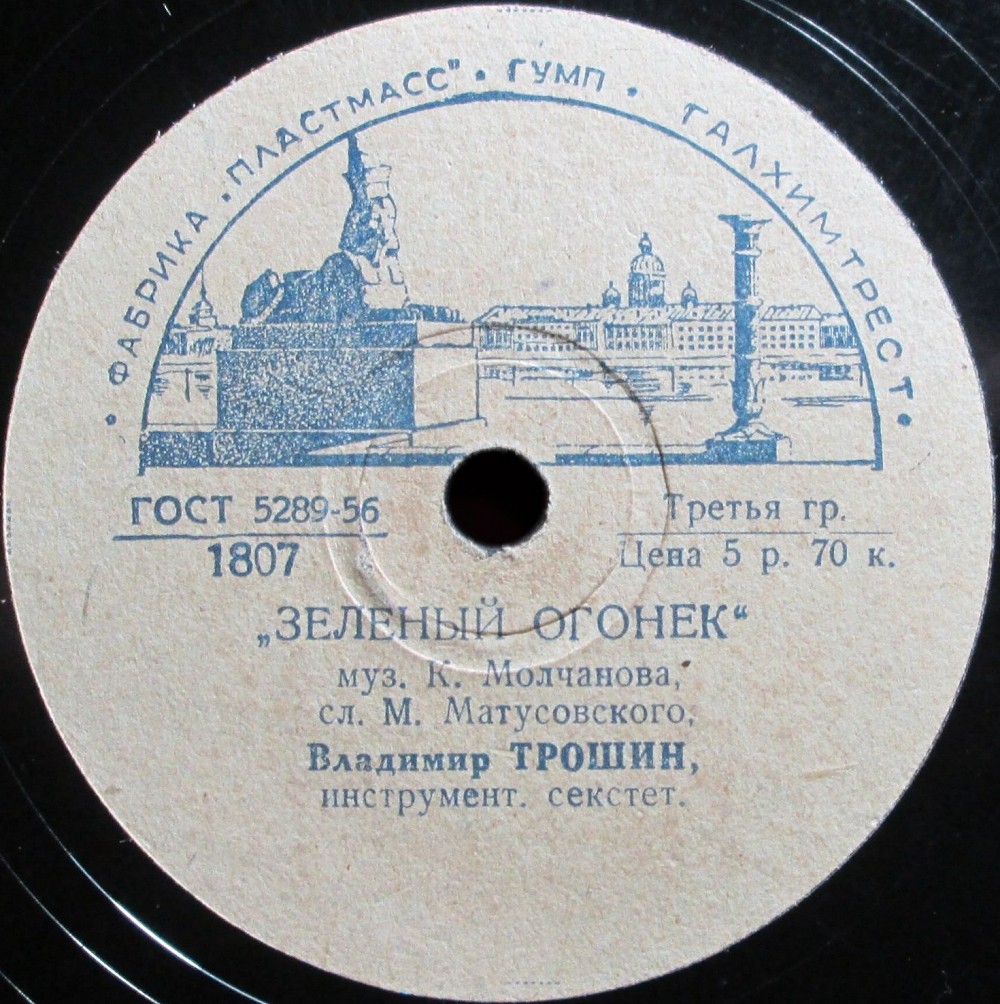 • ФАБРИКА „ПЛАСТМАСС" • ГУМП • ГАЛХИМТРЕСТ •
ГОСТ 5289-56
1807
Третья гр.
Цена 5 р. 70 к.
„ЗЕЛЕНЫЙ ОГОНЕК“
муз. К. Молчанова,
сл. М. Матусовского,
Владимир ТРОШИН,
инструмент. секстет.